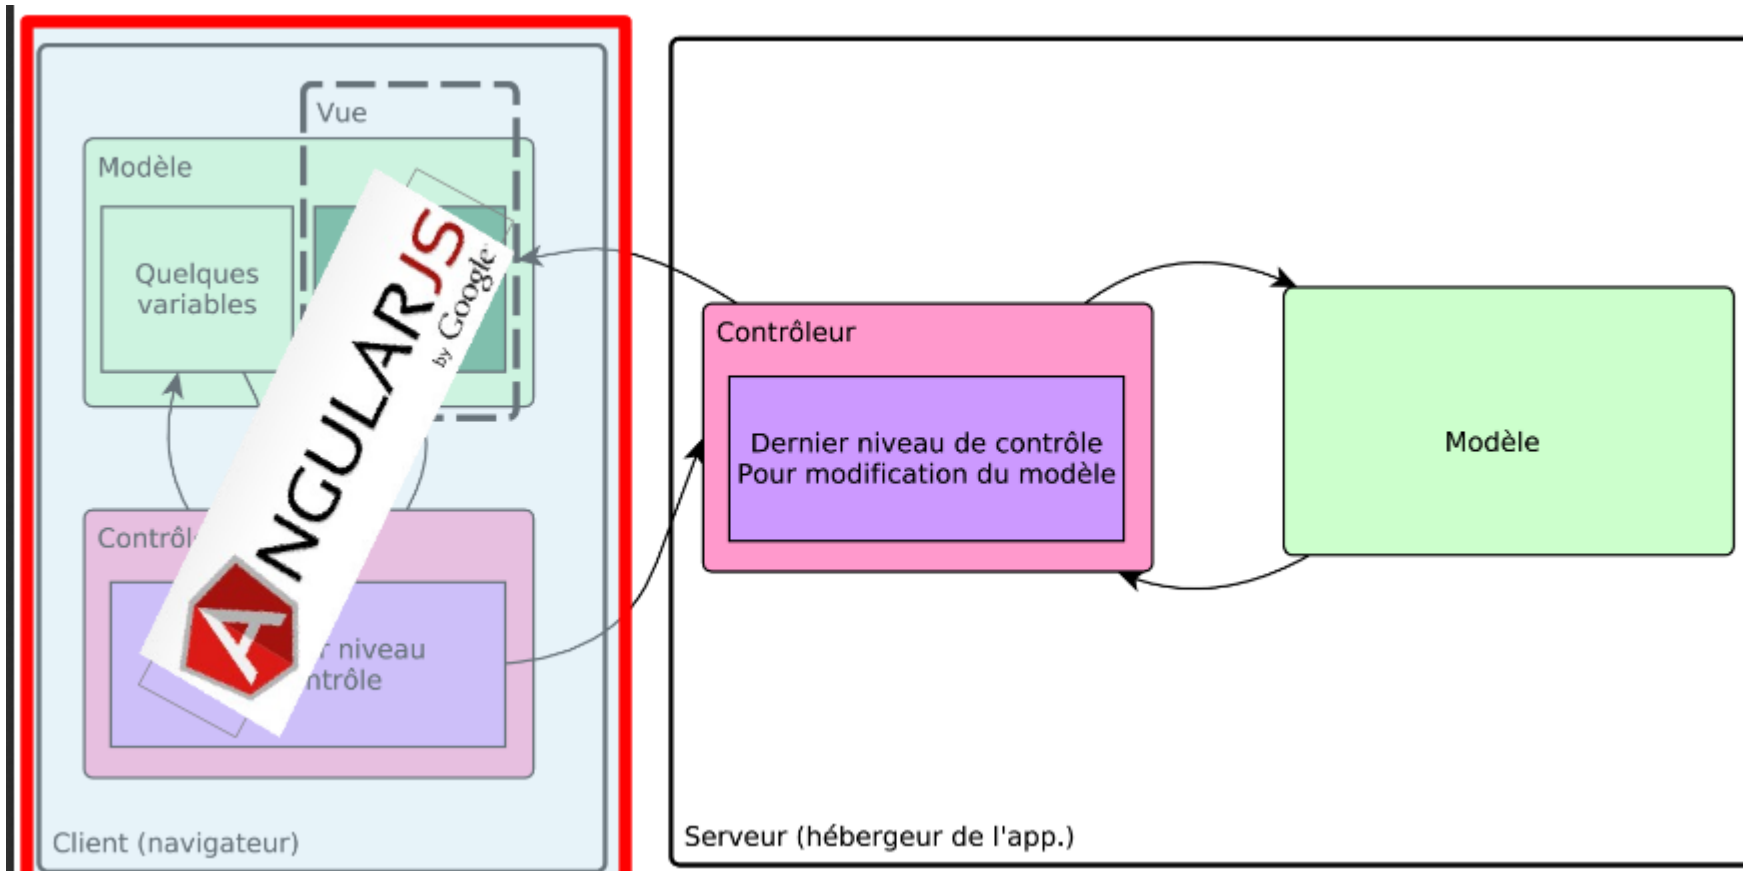 Vue
Modèle
Quelques
variables
ANGULARJS
by Google
niveau
Client (navigateur)
Contrôleur
Dernier niveau de contrôle
Pour modification du modèle
Modèle
Serveur (hébergeur de l'app.)